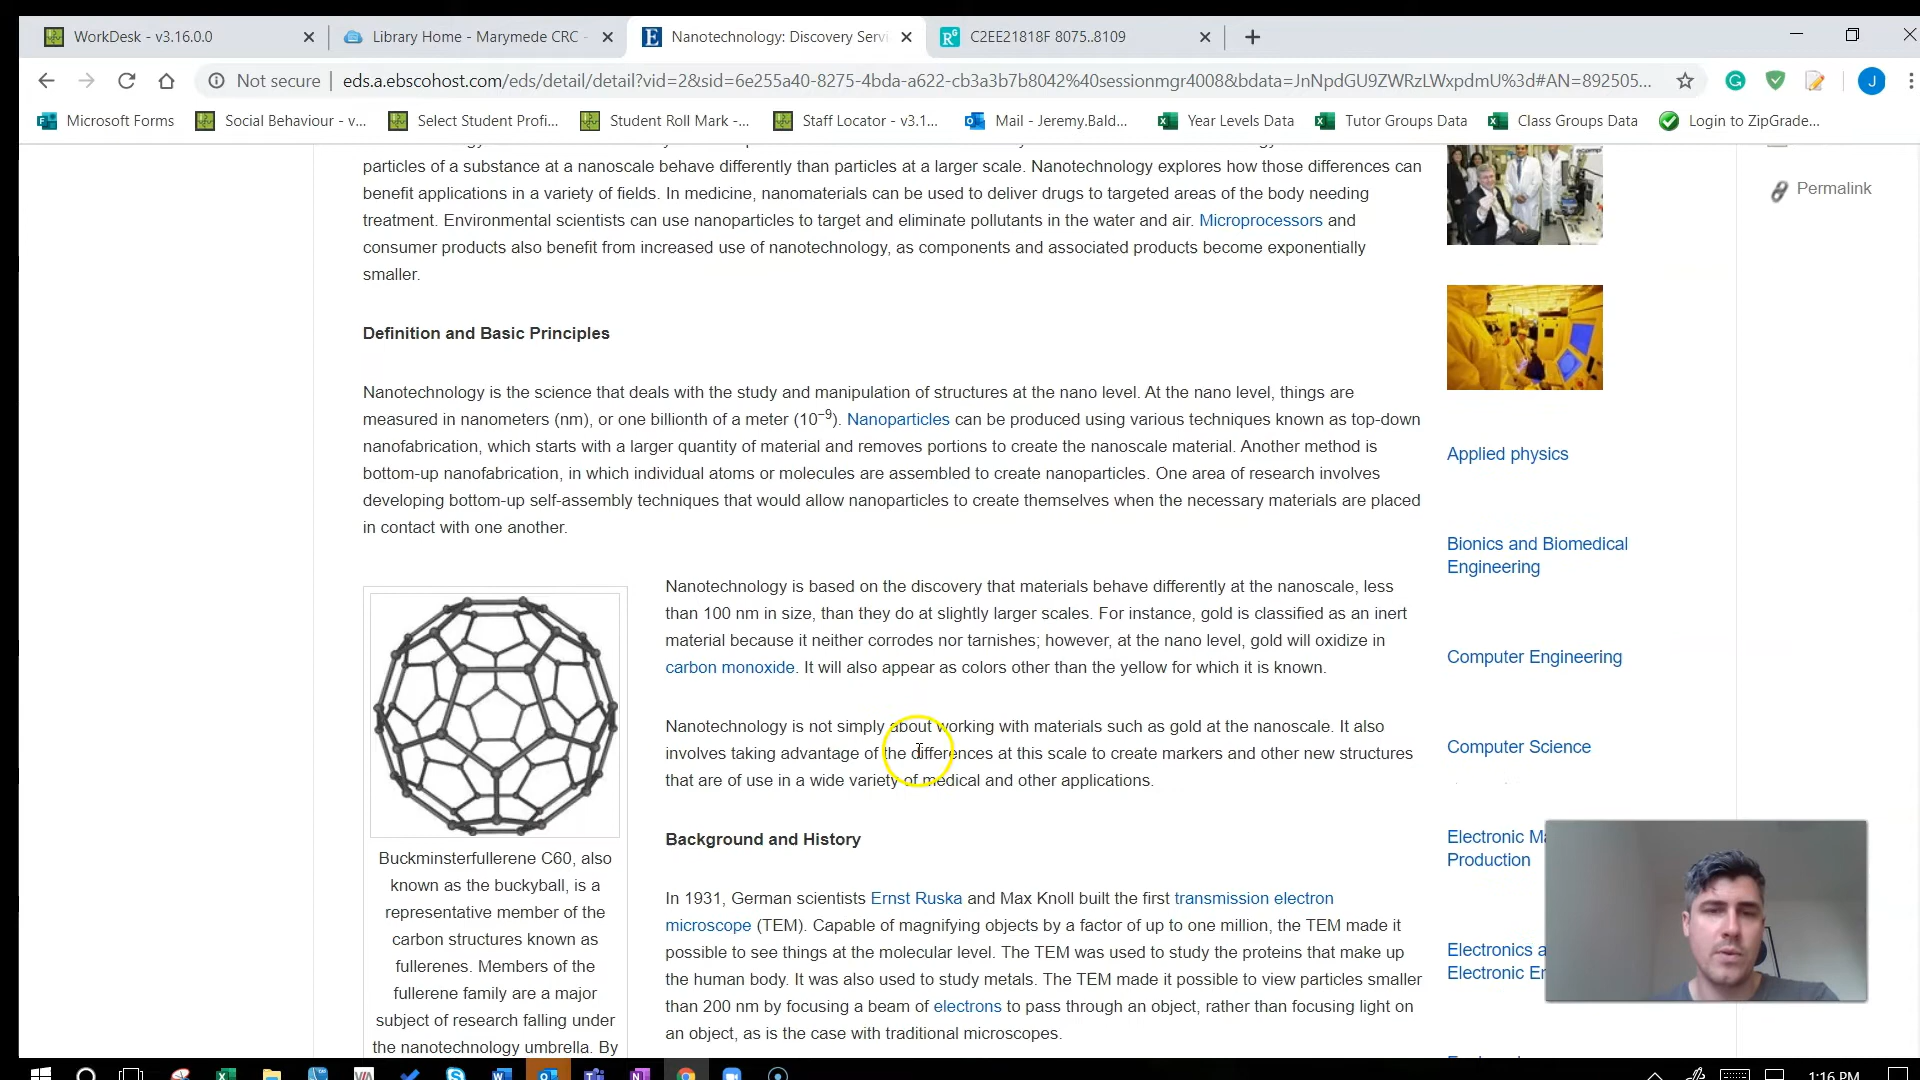 WorkDesk - v3.16.0.0
Library Home - Marymede CRC -
Nanotechnology: Discovery Servi
C2EE21818F 8075..8109
Not secure
eds.a.ebscohost.com/eds/detail/detail?vid=2&sid=6e255a40-8275-4bda-a622-cb3a3b7b8042%40sessionmgr4008&bdata=JnNpdGU9ZWRzLWxpdmU%3d#AN=892505...
J
Microsoft Forms
Social Behaviour - v...
Select Student Profi...
Student Roll Mark -...
Staff Locator - v3.1...
Mail - Jeremy.Bald...
Year Levels Data
Tutor Groups Data
Class Groups Data
Login to ZipGrade...
particles of a substance at a nanoscale behave differently than particles at a larger scale. Nanotechnology explores how those differences can
benefit applications in a variety of fields. In medicine, nanomaterials can be used to deliver drugs to targeted areas of the body needing
treatment. Environmental scientists can use nanoparticles to target and eliminate pollutants in the water and air. Microprocessors and
consumer products also benefit from increased use of nanotechnology, as components and associated products become exponentially
smaller.
Definition and Basic Principles
Nanotechnology is the science that deals with the study and manipulation of structures at the nano level. At the nano level, things are
measured in nanometers (nm), or one billionth of a meter (10⁻⁹). Nanoparticles can be produced using various techniques known as top-down
nanofabrication, which starts with a larger quantity of material and removes portions to create the nanoscale material. Another method is
bottom-up nanofabrication, in which individual atoms or molecules are assembled to create nanoparticles. One area of research involves
developing bottom-up self-assembly techniques that would allow nanoparticles to create themselves when the necessary materials are placed
in contact with one another.
Nanotechnology is based on the discovery that materials behave differently at the nanoscale, less
than 100 nm in size, than they do at slightly larger scales. For instance, gold is classified as an inert
material because it neither corrodes nor tarnishes; however, at the nano level, gold will oxidize in
carbon monoxide. It will also appear as colors other than the yellow for which it is known.
Nanotechnology is not simply about working with materials such as gold at the nanoscale. It also
involves taking advantage of the differences at this scale to create markers and other new structures
that are of use in a wide variety of medical and other applications.
Background and History
In 1931, German scientists Ernst Ruska and Max Knoll built the first transmission electron
microscope (TEM). Capable of magnifying objects by a factor of up to one million, the TEM made it
possible to see things at the molecular level. The TEM was used to study the proteins that make up
the human body. It was also used to study metals. The TEM made it possible to view particles smaller
than 200 nm by focusing a beam of electrons to pass through an object, rather than focusing light on
an object, as is the case with traditional microscopes.
Buckminsterfullerene C60, also
known as the buckyball, is a
representative member of the
carbon structures known as
fullerenes. Members of the
fullerene family are a major
subject of research falling under
the nanotechnology umbrella. By
Permalink
Applied physics
Bionics and Biomedical
Engineering
Computer Engineering
Computer Science
Electronic Ma
Production
Electronics a
Electronic En
1:16 PM